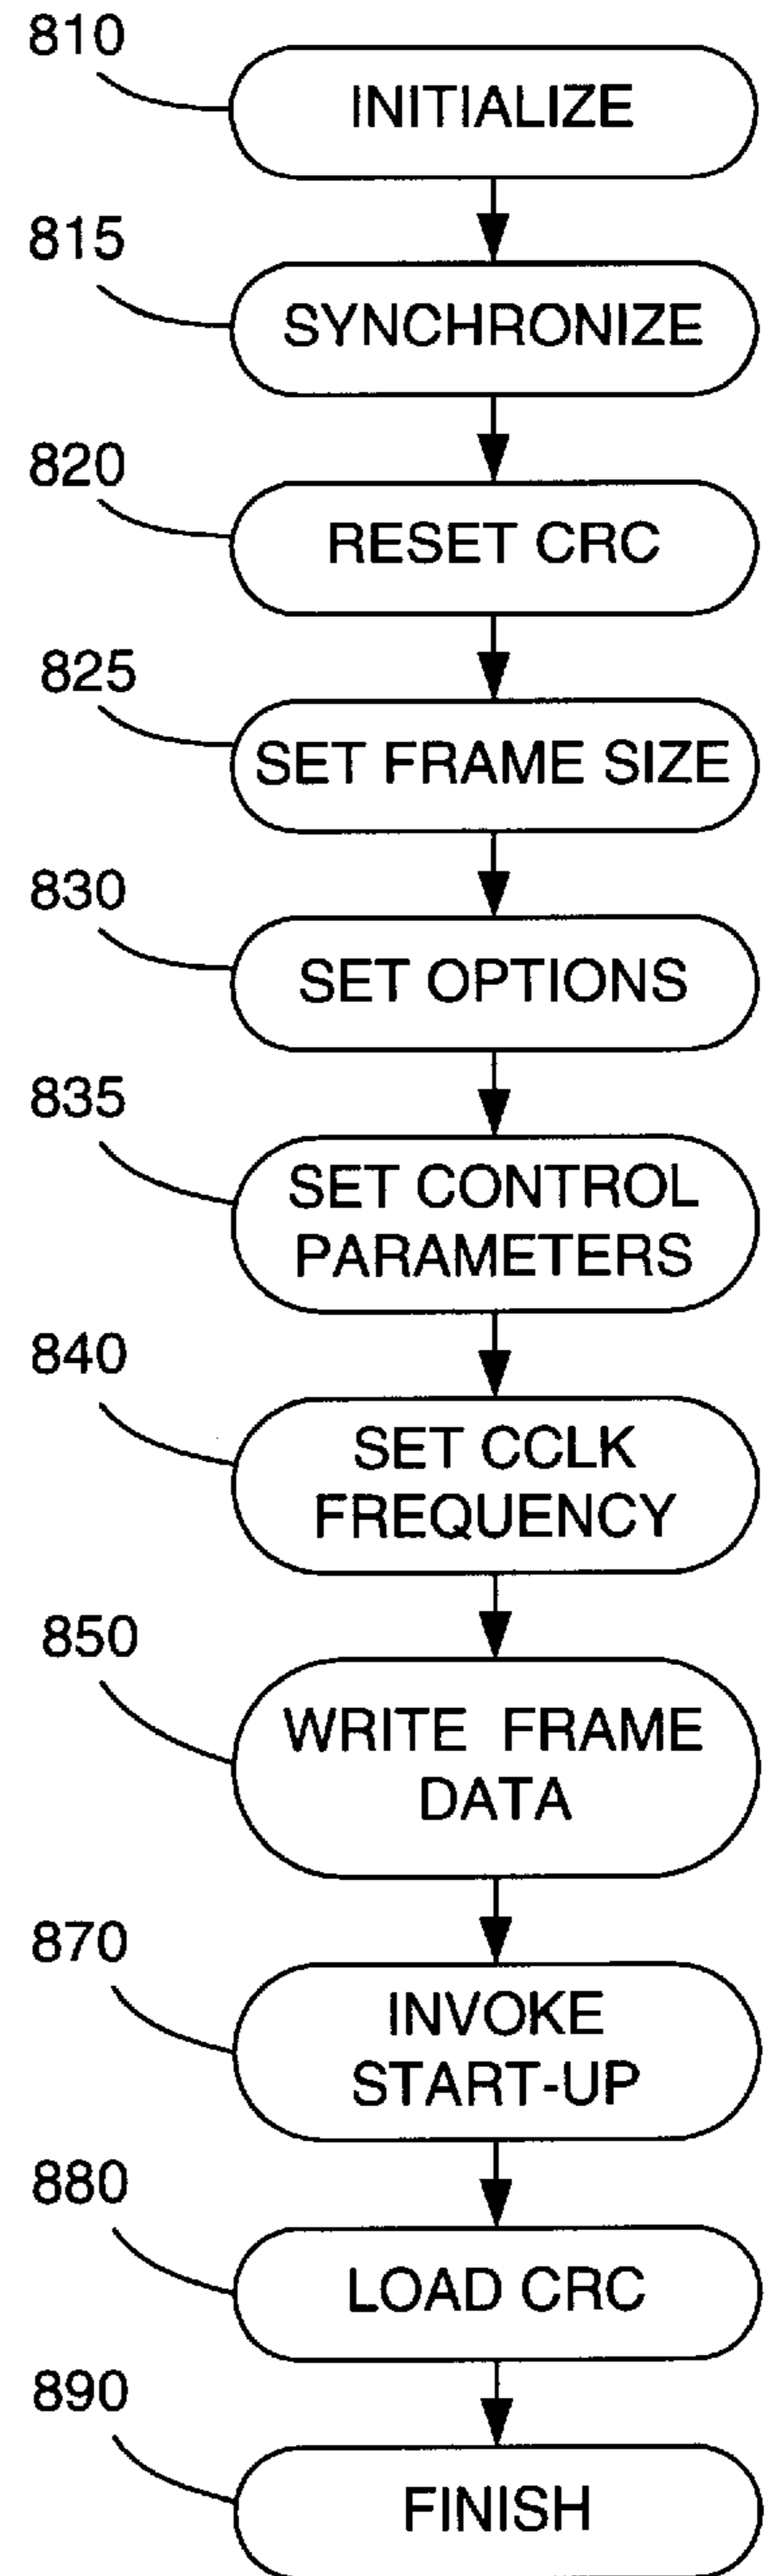 810
INITIALIZE
815
SYNCHRONIZE
820
RESET CRC
825
SET FRAME SIZE
830
SET OPTIONS
835
SET CONTROL
PARAMETERS
840
SET CCLK
FREQUENCY
850
WRITE FRAME
DATA
870
INVOKE
START-UP
880
LOAD CRC
890
FINISH